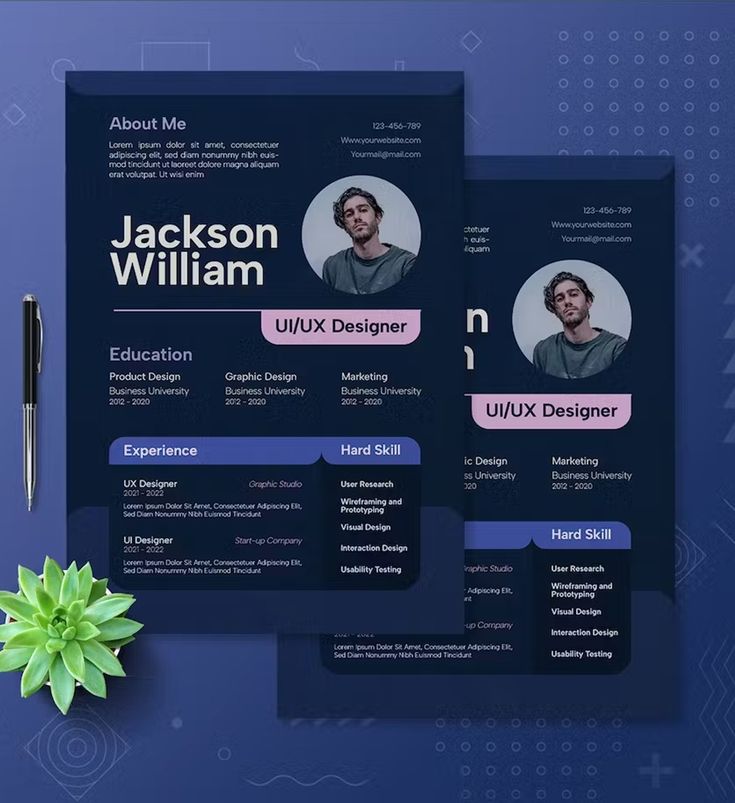 About Me
Lorem ipsum dolor sit amet, consectetuer
adipiscing elit, sed diam nonummy nibh euis-
mod tincidunt ut laoreet dolore magna aliquam
erat volutpat. Ut wisi enim
123-456-789
Www.yourwebsite.com
Yourmail@mail.com
Jackson
William
UI/UX Designer
Education
Product Design
Business University
2012 - 2020
Graphic Design
Business University
2012 - 2020
Marketing
Business University
2012 - 2020
Experience
UX Designer
Graphic Studio
2021 - 2022
Lorem Ipsum Dolor Sit Amet, Consectetuer Adipiscing Elit,
Sed Diam Nonummy Nibh Euismod Tincidunt
UI Designer
Start-up Company
2021 - 2022
Lorem Ipsum Dolor Sit Amet, Consectetuer Adipiscing Elit,
Sed Diam Nonummy Nibh Euismod Tincidunt
Hard Skill
User Research
Wireframing and
Prototyping
Visual Design
Interaction Design
Usability Testing
ctetuer
h euis-
liquam
123-456-789
Www.yourwebsite.com
Yourmail@mail.com
n
UI/UX Designer
ic Design
ss University
2020
Marketing
Business University
2012 - 2020
Graphic Studio
Adipiscing Elit,
-up Company
Lorem Ipsum Dolor Sit Amet, Consectetuer Adipiscing Elit,
Sed Diam Nonummy Nibh Euismod Tincidunt
Hard Skill
User Research
Wireframing and
Prototyping
Visual Design
Interaction Design
Usability Testing